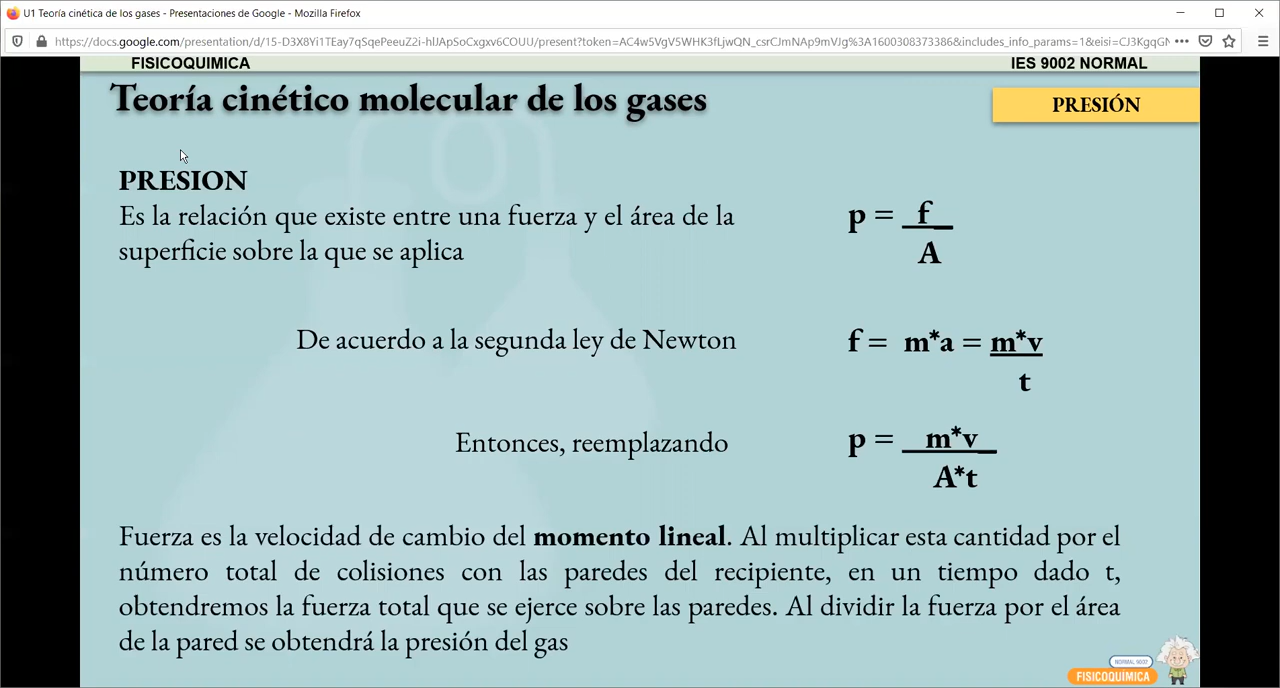 U1 Teoría cinética de los gases - Presentaciones de Google - Mozilla Firefox
https://docs.google.com/presentation/d/15-D3X8Yi1TEay7qSqePeeuZ2i-hlJApSoCxgxv6COUU/present?token=AC4w5VgV5WHK3fLjwQN_csrCJmNAp9mVJg%3A1600308373386&includes_info_params=1&eisi=CJ3KgqGN
FISICOQUIMICA IES 9002 NORMAL
Teoría cinético molecular de los gases
PRESIÓN
PRESION
Es la relación que existe entre una fuerza y el área de la
superficie sobre la que se aplica
p = f
A
De acuerdo a la segunda ley de Newton
f = m*a = m*v
t
Entonces, reemplazando
p = m*v
A*t
Fuerza es la velocidad de cambio del momento lineal. Al multiplicar esta cantidad por el
número total de colisiones con las paredes del recipiente, en un tiempo dado t,
obtendremos la fuerza total que se ejerce sobre las paredes. Al dividir la fuerza por el área
de la pared se obtendrá la presión del gas
NORMAL 9002
FISICOQUÍMICA